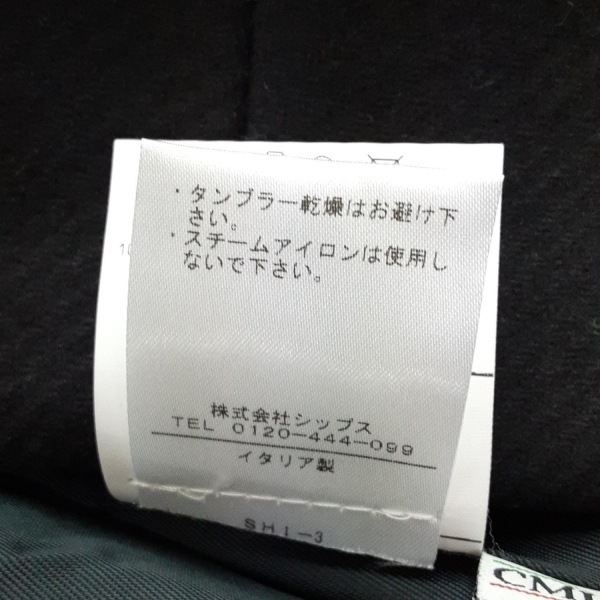 ・タンブラー乾燥はお避け下
さい。
・スチームアイロンは使用し
ないで下さい。
10
株式会社シップス
TEL 0120-444-099
イタリア製
SHI-3